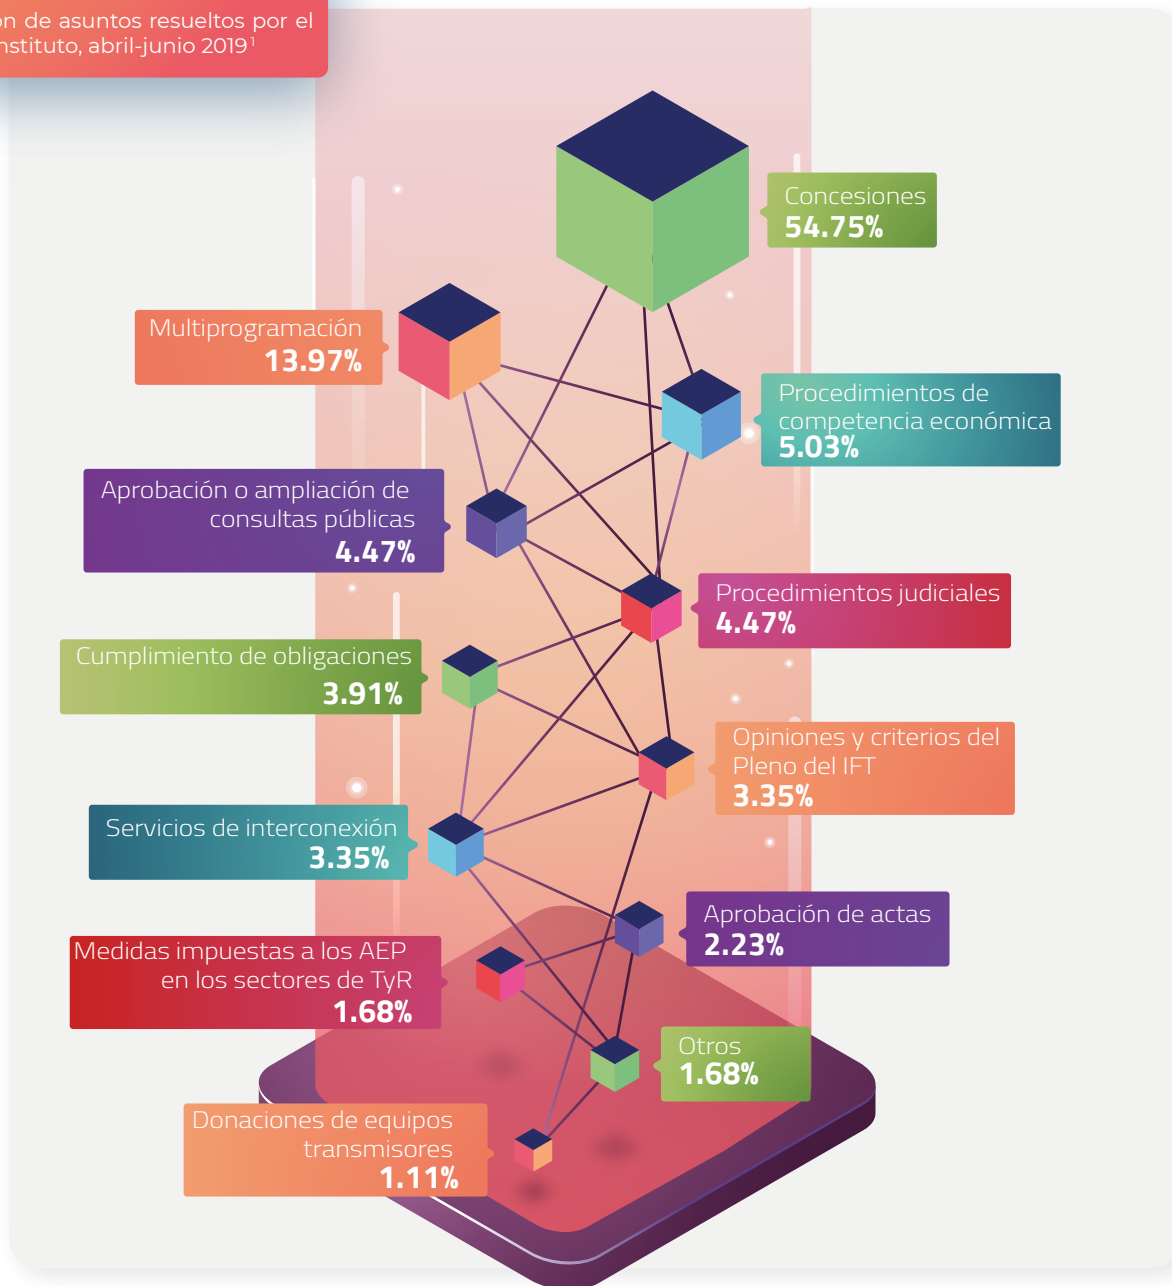 de asuntos resueltos por el
abril-junio 2019¹
Concesiones
54.75%
Multiprogramación
13.97%
Procedimientos de
competencia económica
5.03%
Aprobación o ampliación de
consultas públicas
4.47%
Procedimientos judiciales
4.47%
Cumplimiento de obligaciones
3.91%
Opiniones y criterios del
Pleno del IFT
3.35%
Servicios de interconexión
3.35%
Aprobación de actas
2.23%
Medidas impuestas a los AEP
en los sectores de TyR
1.68%
Otros
1.68%
Donaciones de equipos
transmisores
1.11%